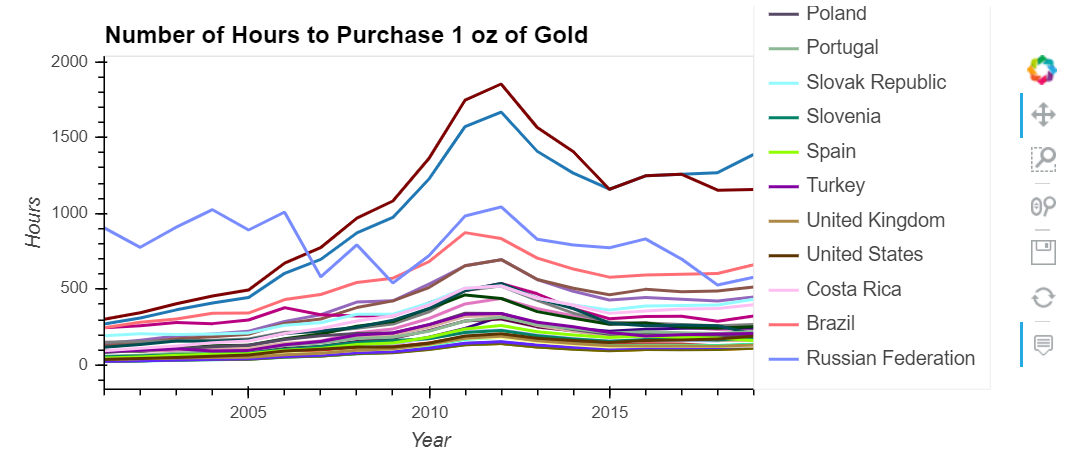 Number of Hours to Purchase 1 oz of Gold
2000
1500
1000
500
0
Hours
2005
2010
2015
Year
Poland
Portugal
Slovak Republic
Slovenia
Spain
Turkey
United Kingdom
United States
Costa Rica
Brazil
Russian Federation